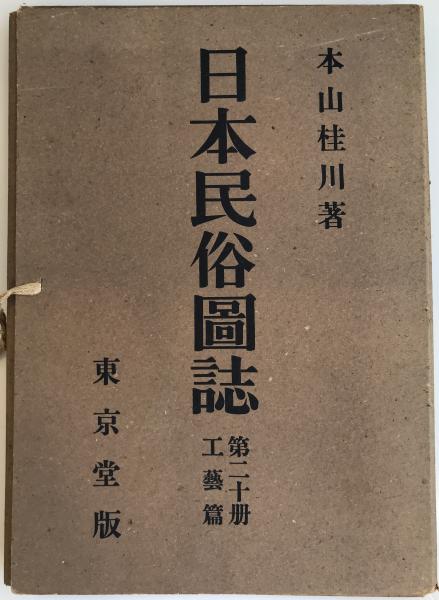 本山桂川著
日本民俗圖誌
第二十册
工藝篇
東京堂版